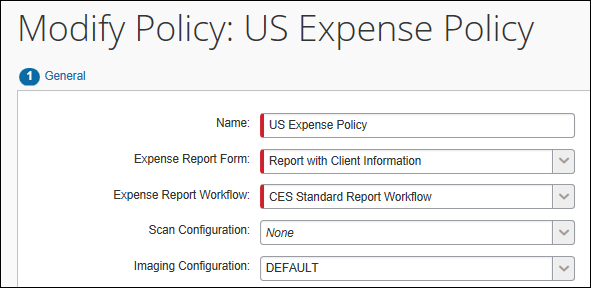 Modify Policy: US Expense Policy
1 General
Name: US Expense Policy
Expense Report Form: Report with Client Information
Expense Report Workflow: CES Standard Report Workflow
Scan Configuration: None
Imaging Configuration: DEFAULT